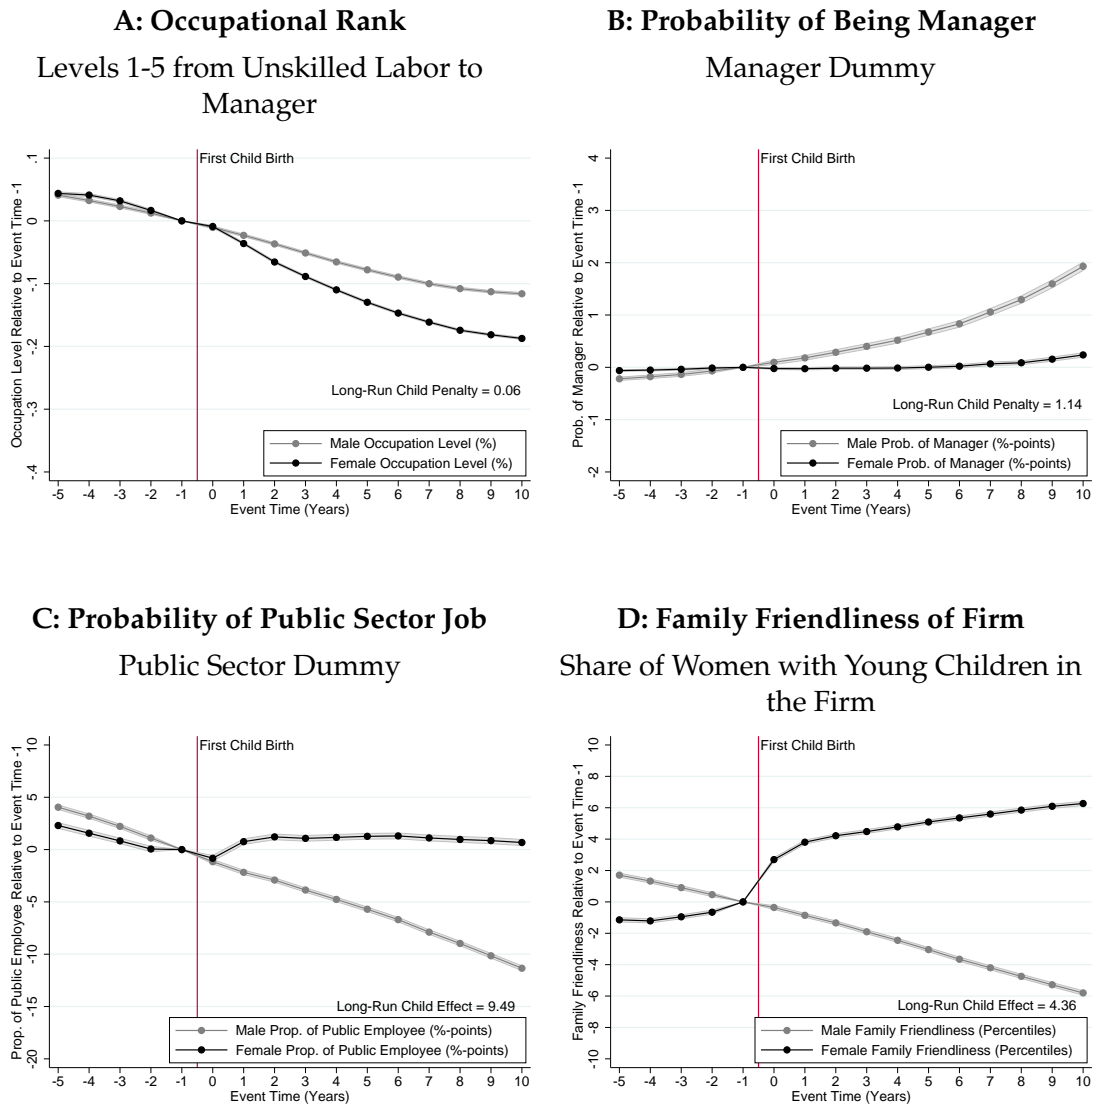 A: Occupational Rank
Levels 1-5 from Unskilled Labor to
Manager
Occupation Level Relative to Event Time -1
.1
0
-.1
-.2
-.3
-.4
First Child Birth
Long-Run Child Penalty = 0.06
Male Occupation Level (%)
Female Occupation Level (%)
-5 -4 -3 -2 -1 0 1 2 3 4 5 6 7 8 9 10
Event Time (Years)
B: Probability of Being Manager
Manager Dummy
Prob. of Manager Relative to Event Time -1
4
3
2
1
0
-1
-2
First Child Birth
Long-Run Child Penalty = 1.14
Male Prob. of Manager (%-points)
Female Prob. of Manager (%-points)
-5 -4 -3 -2 -1 0 1 2 3 4 5 6 7 8 9 10
Event Time (Years)
C: Probability of Public Sector Job
Public Sector Dummy
Prop. of Public Employee Relative to Event Time -1
10
5
0
-5
-10
-15
-20
First Child Birth
Long-Run Child Effect = 9.49
Male Prop. of Public Employee (%-points)
Female Prop. of Public Employee (%-points)
-5 -4 -3 -2 -1 0 1 2 3 4 5 6 7 8 9 10
Event Time (Years)
D: Family Friendliness of Firm
Share of Women with Young Children in
the Firm
Family Friendliness Relative to Event Time -1
10
8
6
4
2
0
-2
-4
-6
-8
-10
First Child Birth
Long-Run Child Effect = 4.36
Male Family Friendliness (Percentiles)
Female Family Friendliness (Percentiles)
-5 -4 -3 -2 -1 0 1 2 3 4 5 6 7 8 9 10
Event Time (Years)